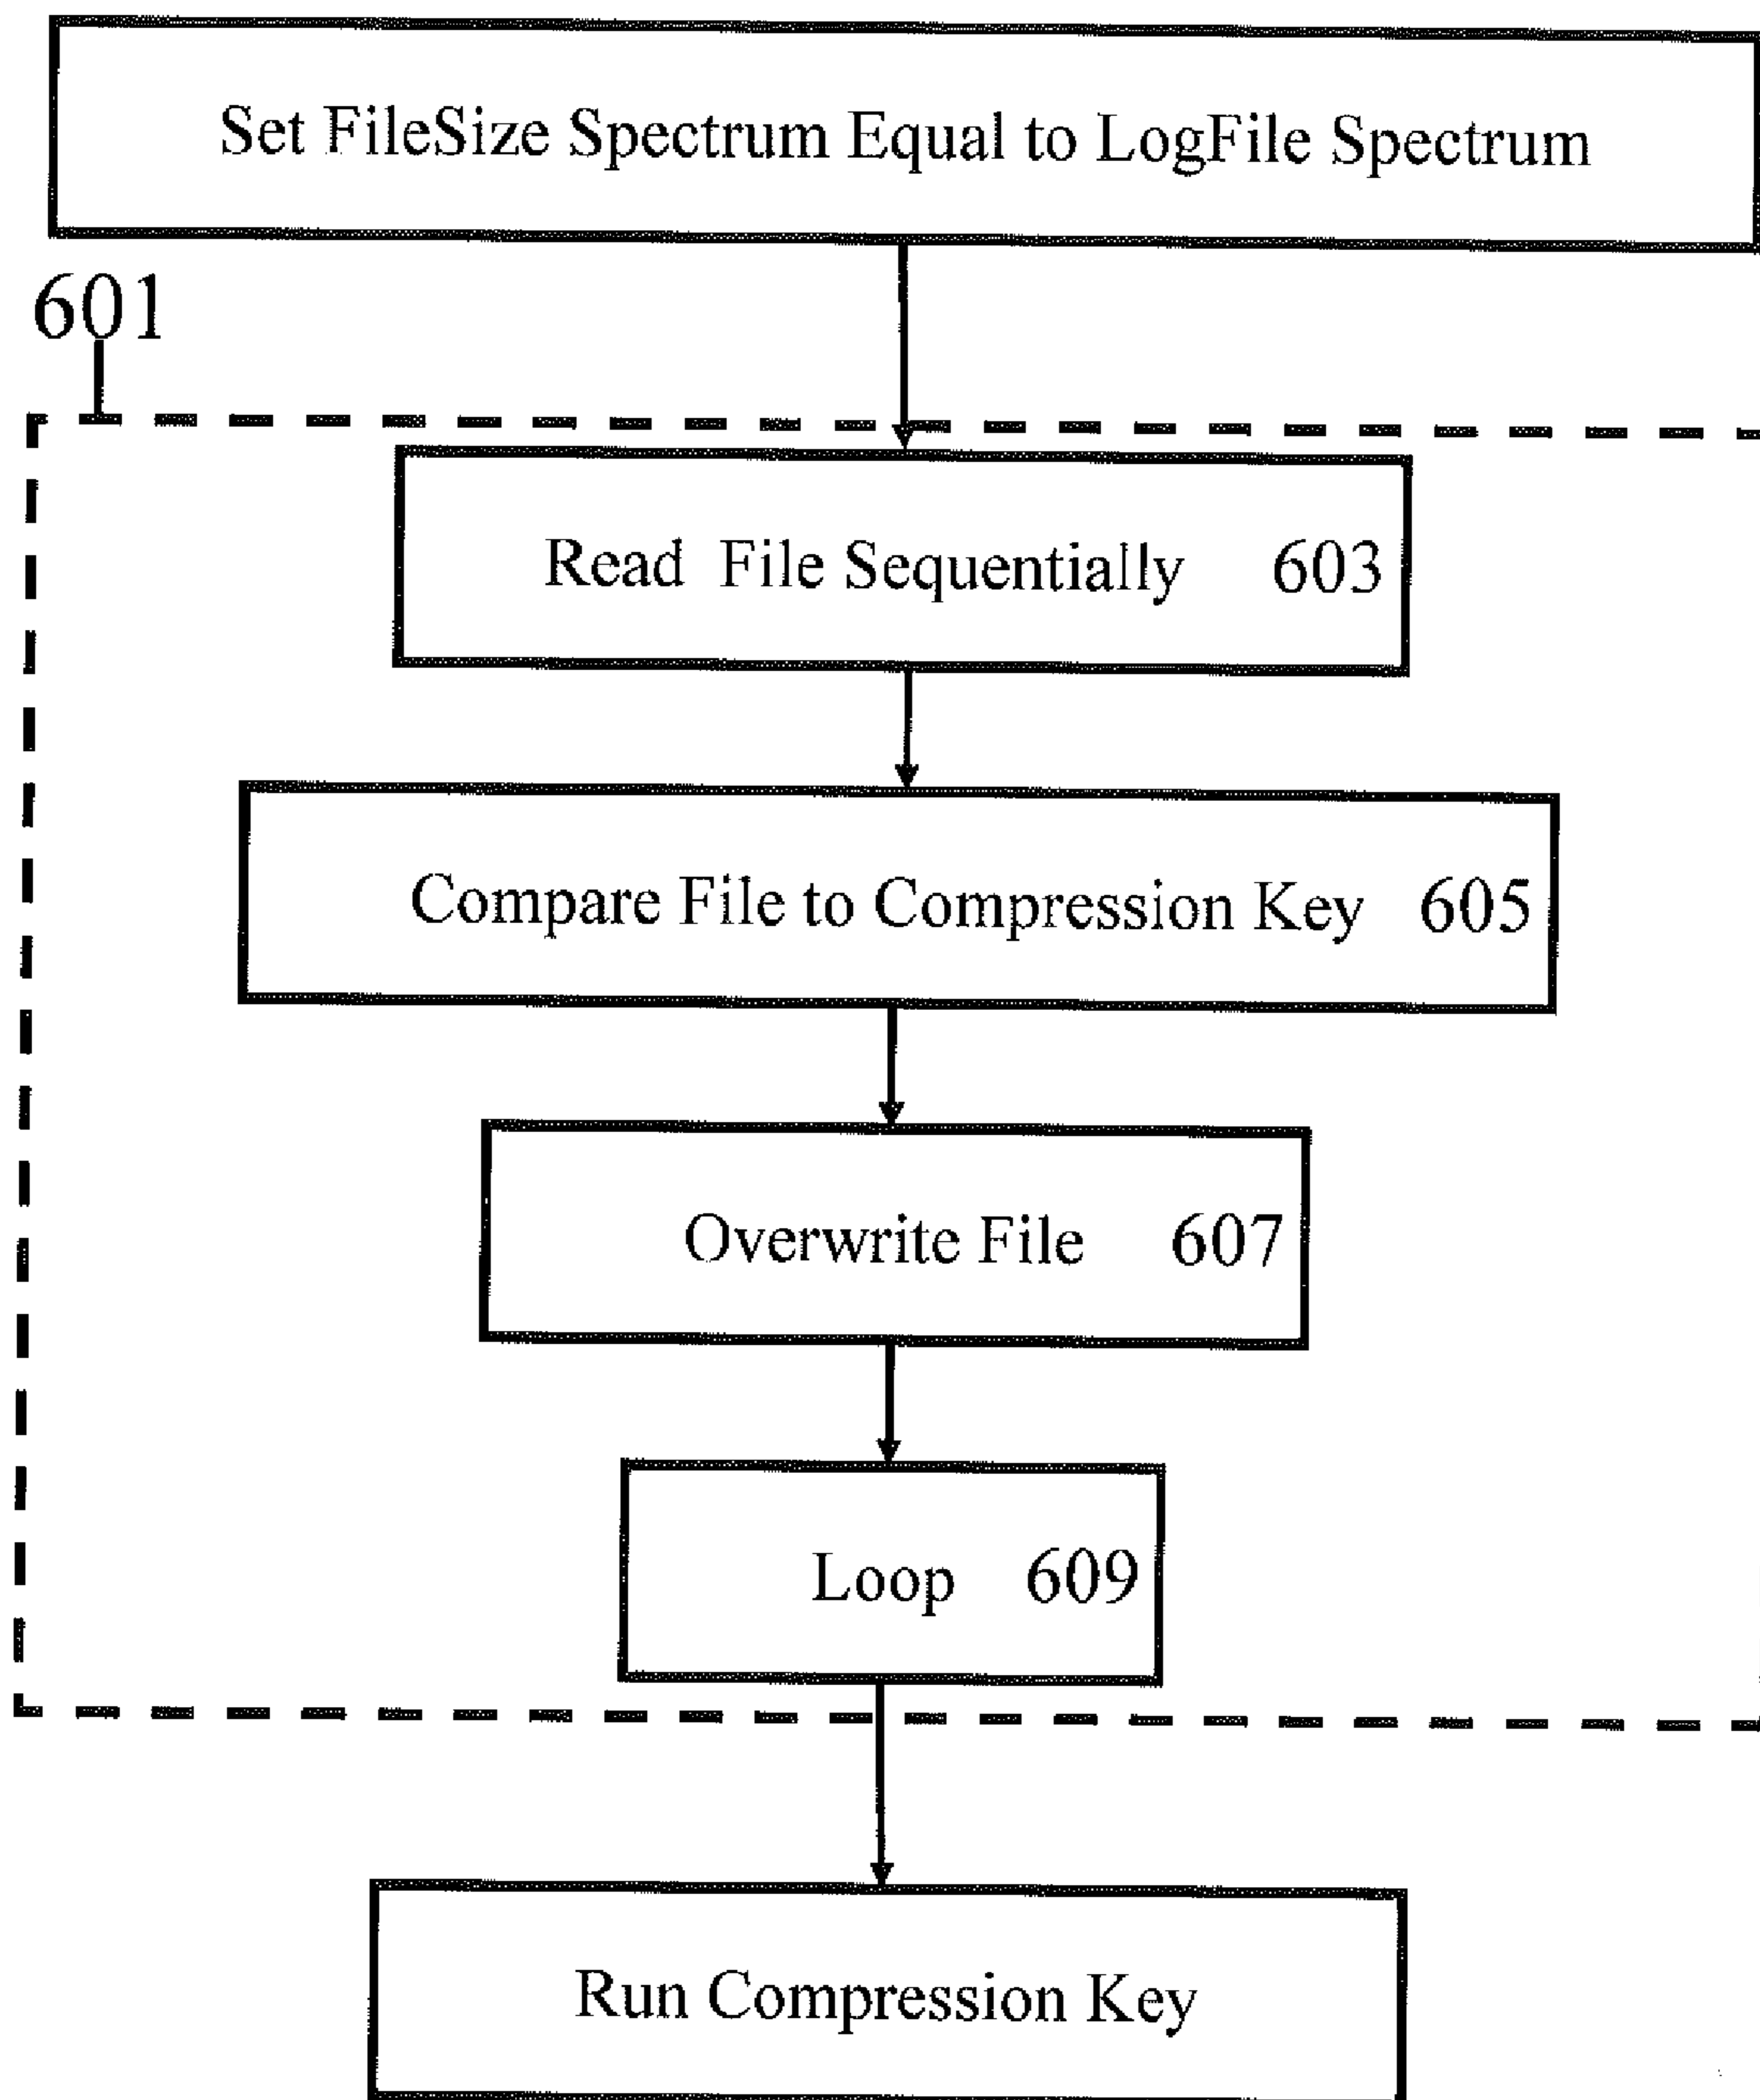 Set FileSize Spectrum Equal to LogFile Spectrum
601
Read File Sequentially 603
Compare File to Compression Key 605
Overwrite File 607
Loop 609
Run Compression Key